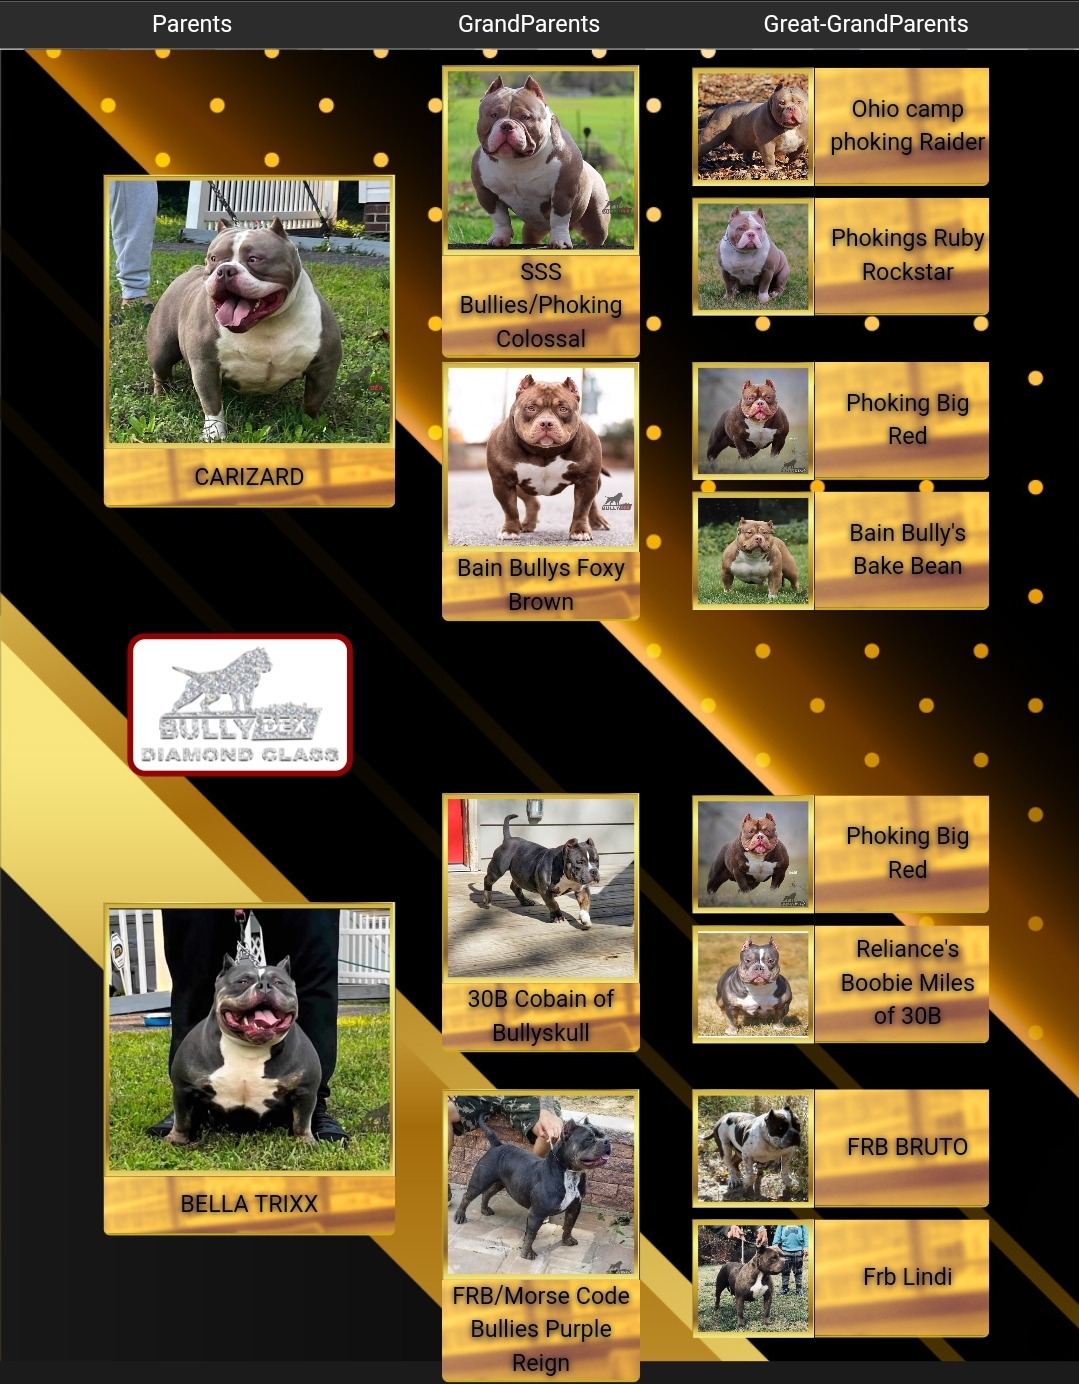 Parents
GrandParents
Great-GrandParents
CARIZARD
SSS
Bullies/Phoking
Colossal
Ohio camp
phoking Raider
Phokings Ruby
Rockstar
Bain Bullys Foxy
Brown
Phoking Big
Red
Bain Bully's
Bake Bean
BULLYDEX
DIAMOND CLASS
BELLA TRIXX
30B Cobain of
Bullyskull
Phoking Big
Red
Reliance's
Boobie Miles
of 30B
FRB/Morse Code
Bullies Purple
Reign
FRB BRUTO
Frb Lindi